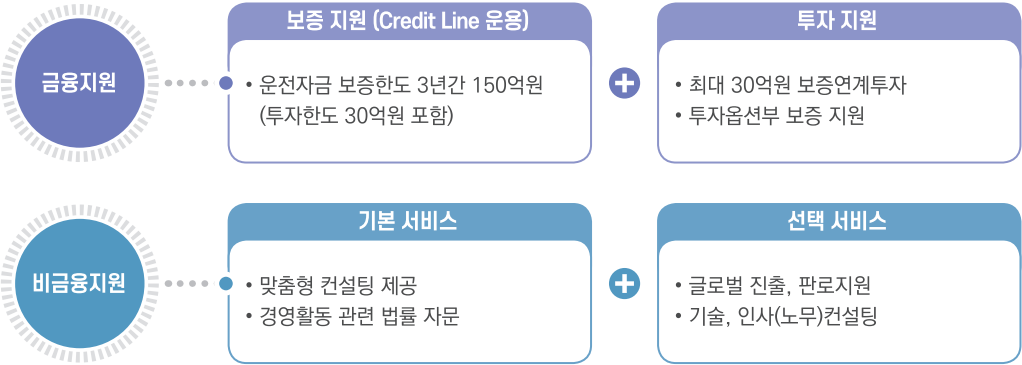 금융지원
보증 지원 (Credit Line 운용)
• 운전자금 보증한도 3년간 150억원
(투자한도 30억원 포함)
투자 지원
• 최대 30억원 보증연계투자
• 투자옵션부 보증 지원
비금융지원
기본 서비스
• 맞춤형 컨설팅 제공
• 경영활동 관련 법률 자문
선택 서비스
• 글로벌 진출, 판로지원
• 기술, 인사(노무)컨설팅